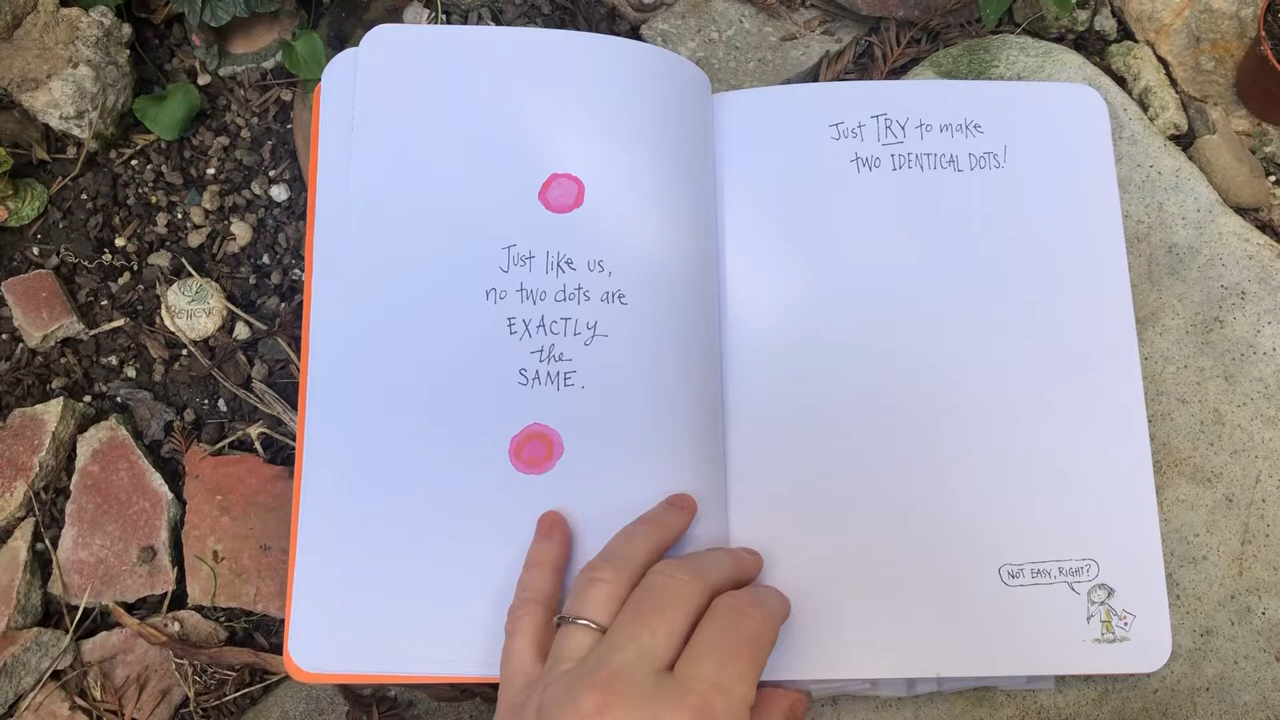 Just like us,
no two dots are
EXACTLY
the
SAME.
Just TRY to make
two IDENTICAL DOTS!
NOT EASY, RIGHT?
BELIEVE